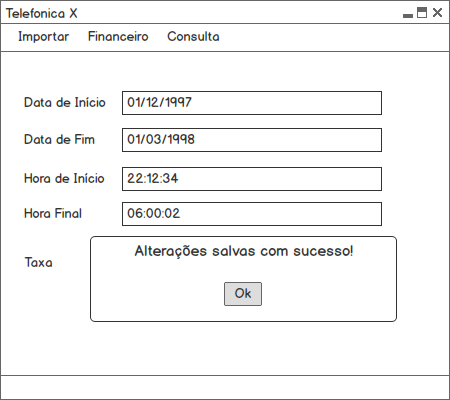 Telefonica X
Importar Financeiro Consulta
Data de Início 01/12/1997
Data de Fim 01/03/1998
Hora de Início 22:12:34
Hora Final 06:00:02
Alterações salvas com sucesso!
Taxa
Ok